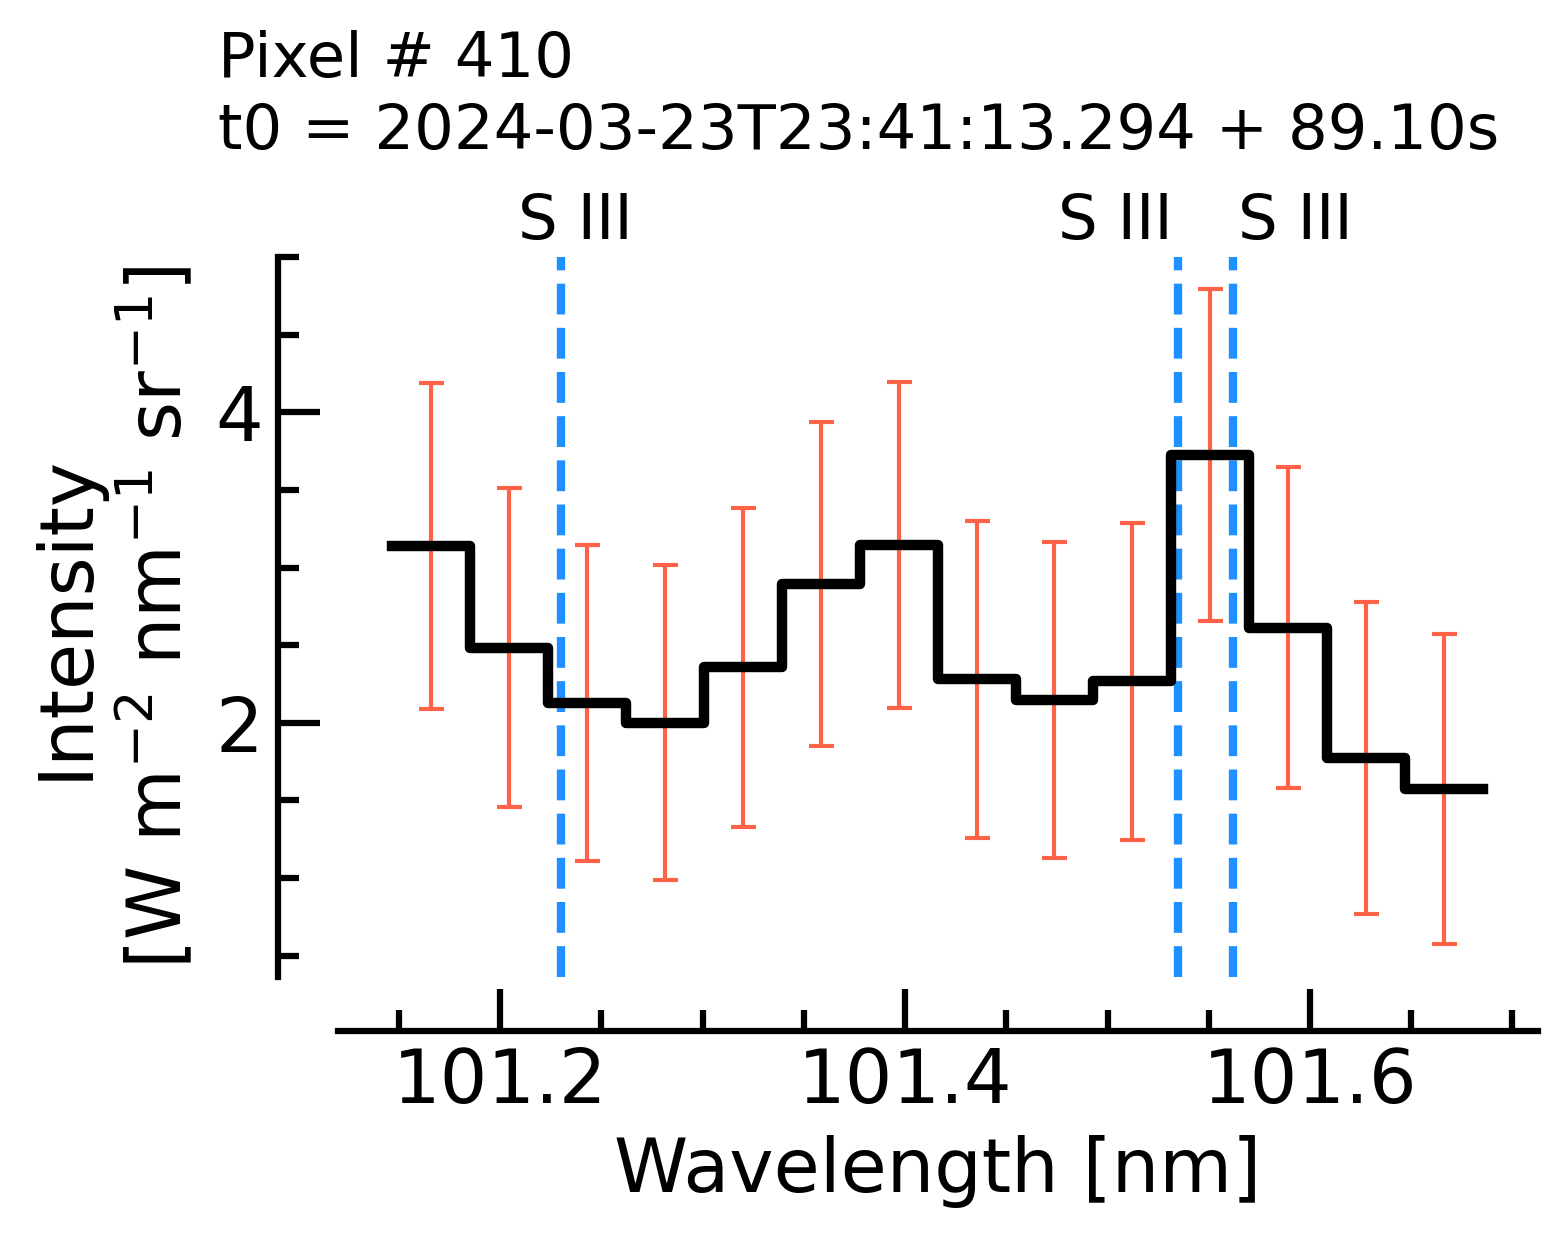 Pixel # 410
t0 = 2024-03-23T23:41:13.294 + 89.10s
S III S III S III
Intensity
[W m⁻² nm⁻¹ sr⁻¹]
4
2
101.2 101.4 101.6
Wavelength [nm]